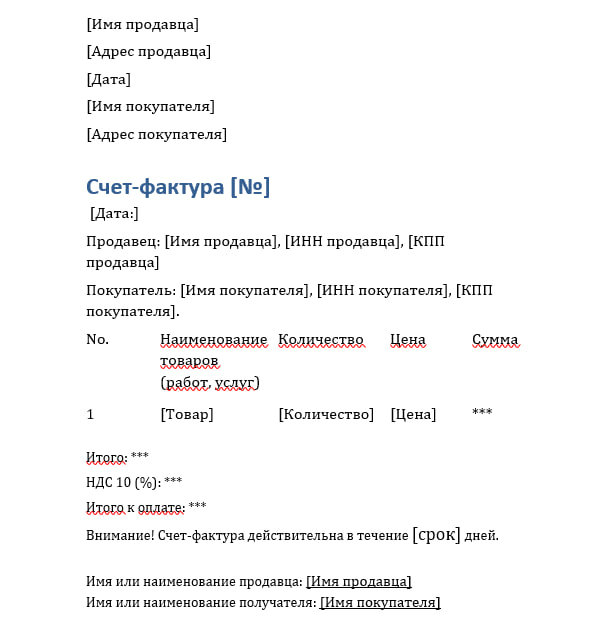 [Имя продавца]
[Адрес продавца]
[Дата]
[Имя покупателя]
[Адрес покупателя]
Счет-фактура [№]
[Дата:]
Продавец: [Имя продавца], [ИНН продавца], [КПП
продавца]
Покупатель: [Имя покупателя], [ИНН покупателя], [КПП
покупателя].
No. Наименование Количество Цена Сумма
товаров
(работ, услуг)
1 [Товар] [Количество] [Цена] ***
Итого: ***
НДС 10 (%): ***
Итого к оплате: ***
Внимание! Счет-фактура действительна в течение [срок] дней.
Имя или наименование продавца: [Имя продавца]
Имя или наименование получателя: [Имя покупателя]